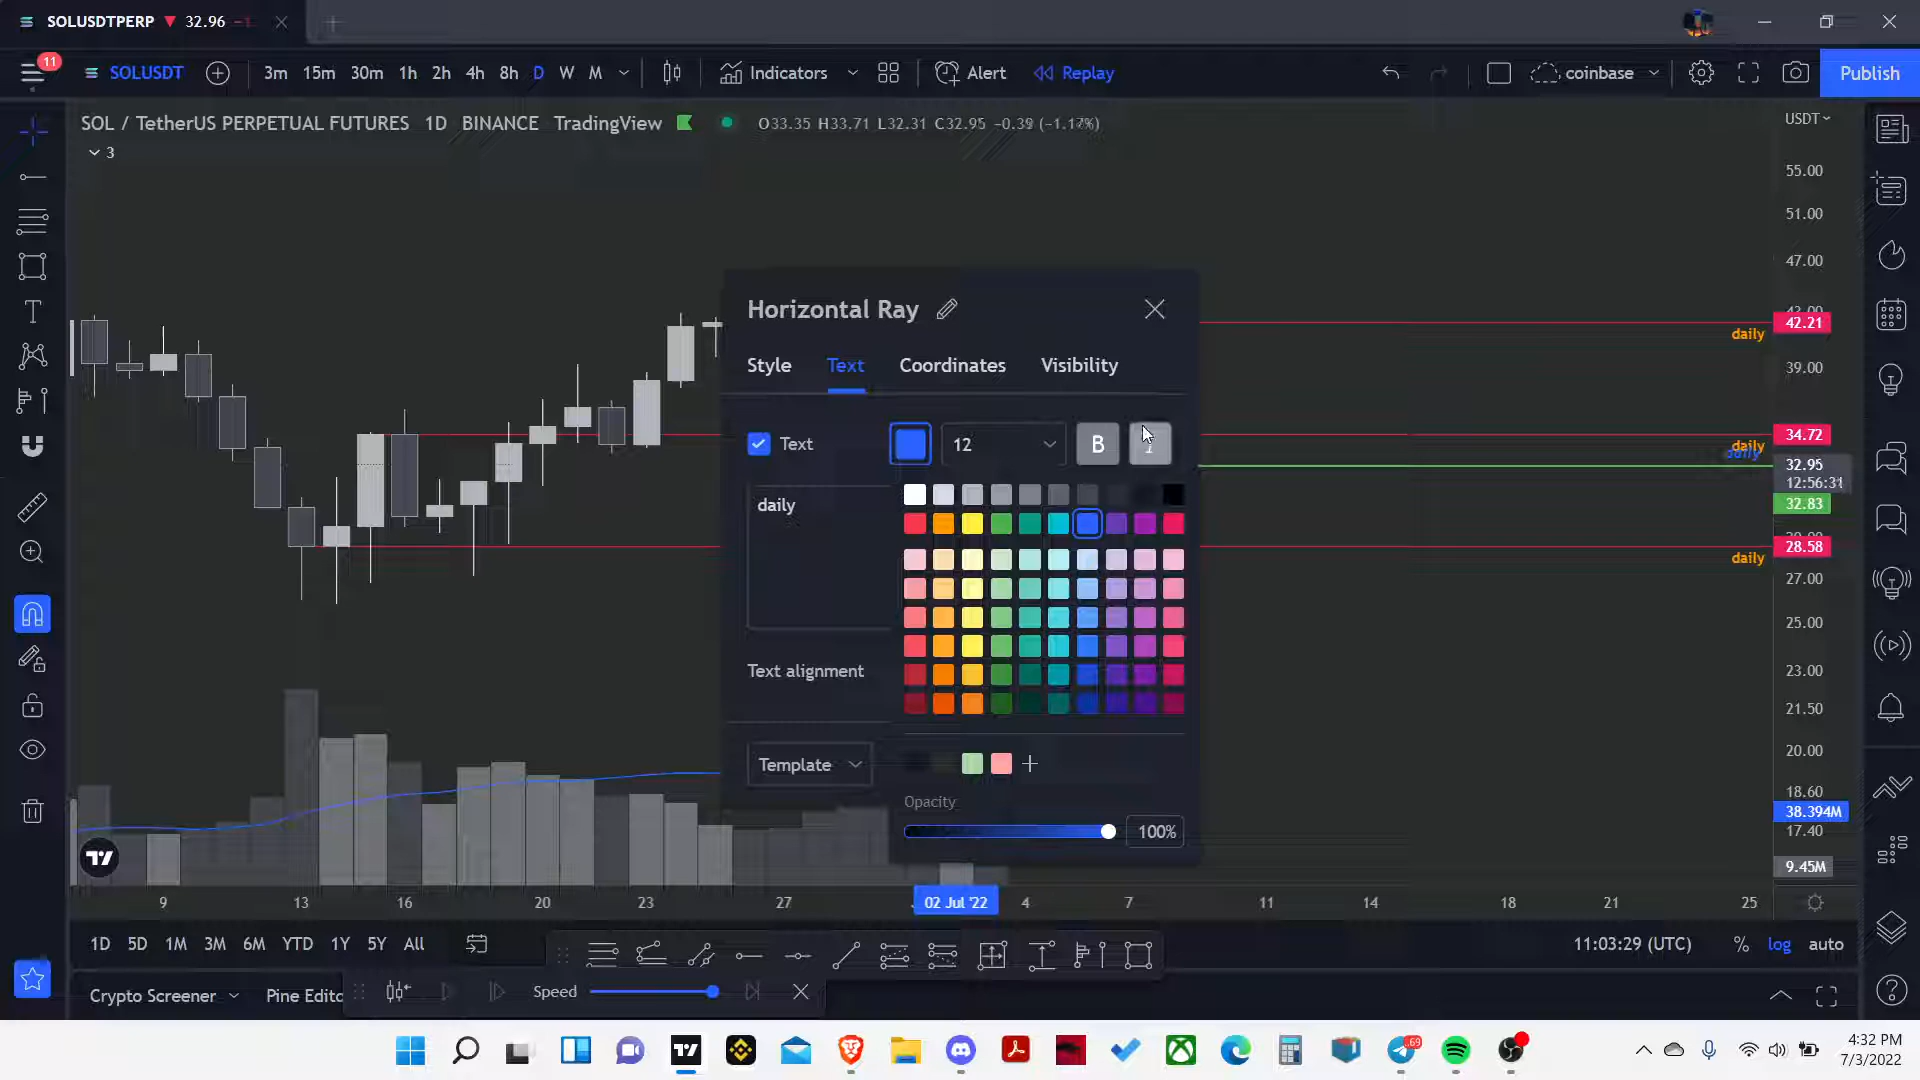 SOLUSDTPERP ▼ 32.96 −1
11
SOLUSDT 3m 15m 30m 1h 2h 4h 8h D W M Indicators Alert Replay coinbase Publish
SOL / TetherUS PERPETUAL FUTURES 1D BINANCE TradingView O33.35 H33.71 L32.31 C32.95 −0.39 (−1.17%)
USDT
3
55.00
51.00
47.00
Horizontal Ray
42.21
daily
Style Text Coordinates Visibility
39.00
34.72
Text 12 B I
daily
daily
32.95
12:56:31
32.83
daily
28.58
daily
27.00
25.00
Text alignment
23.00
21.50
20.00
Template
18.60
Opacity
38.394M
100%
17.40
9.45M
9 13 16 20 23 27 02 Jul '22 4 7 11 14 18 21 25
1D 5D 1M 3M 6M YTD 1Y 5Y All 11:03:29 (UTC) % log auto
Crypto Screener Pine Edito Speed
69
4:32 PM
7/3/2022